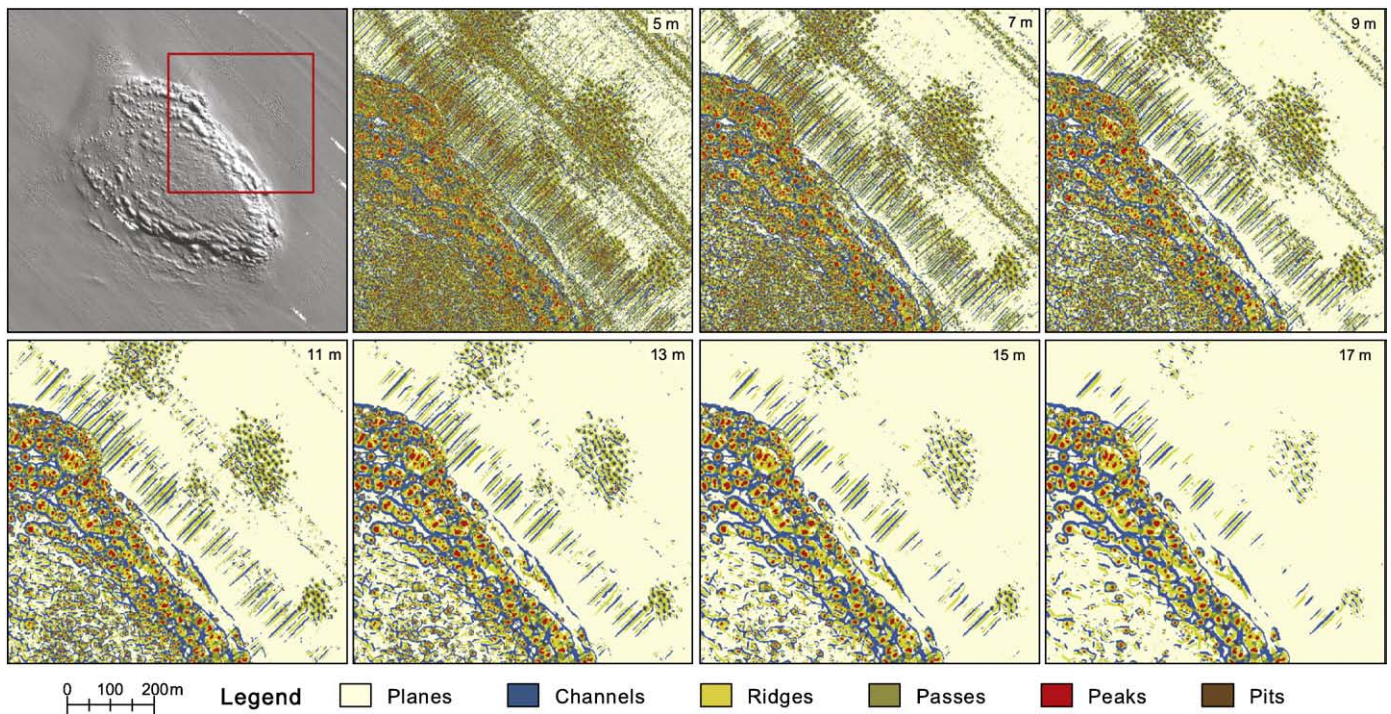 5 m
7 m
9 m
11 m
13 m
15 m
17 m
0 100 200m
Legend Planes Channels Ridges Passes Peaks Pits